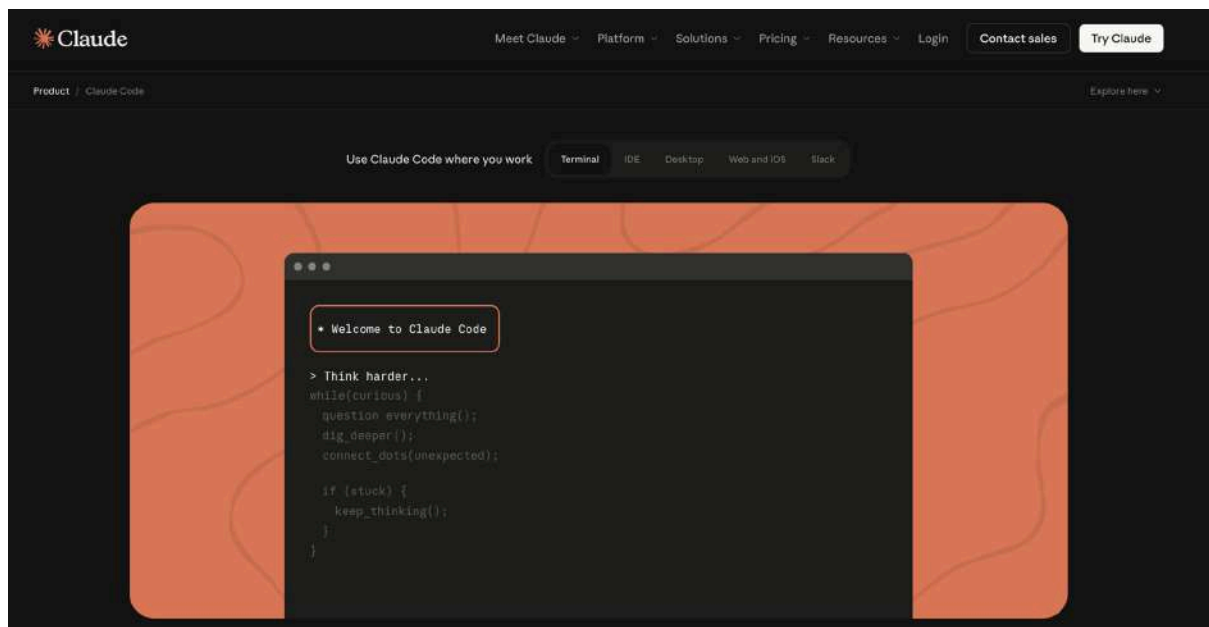 Claude
Meet Claude Platform Solutions Pricing Resources Login Contact sales Try Claude
Product / Claude Code Explore here
Use Claude Code where you work Terminal IDE Desktop Web and iOS Slack
* Welcome to Claude Code
> Think harder...
while(curious) {
question everything();
dig_deeper();
connect_dots(unexpected);
if (stuck) {
keep_thinking();
}
}